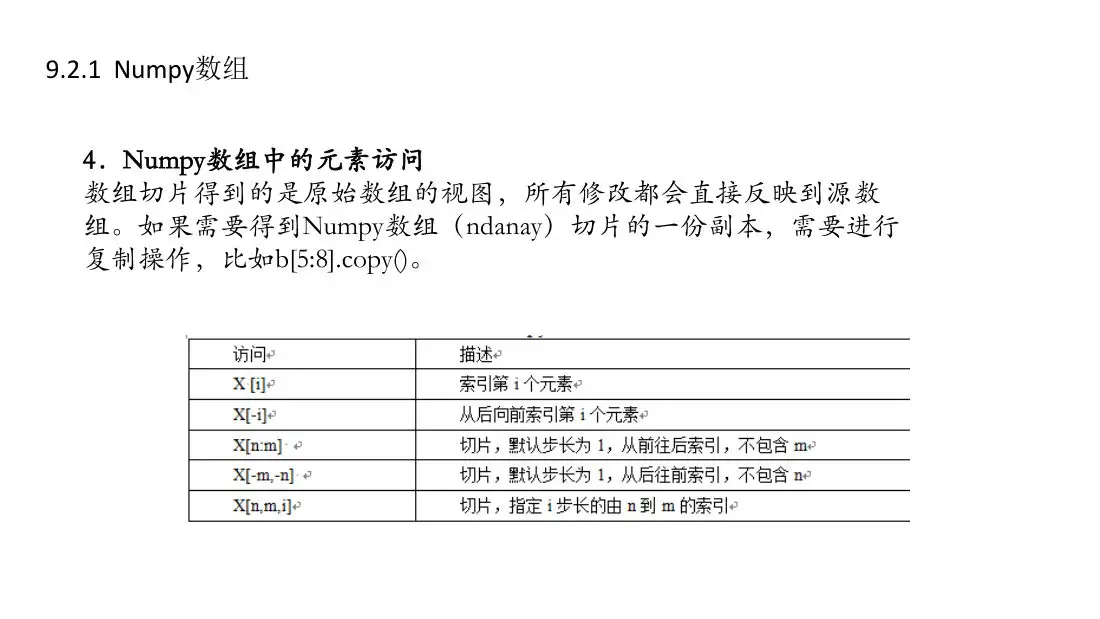 9.2.1 Numpy数组
4．Numpy数组中的元素访问
数组切片得到的是原始数组的视图，所有修改都会直接反映到源数
组。如果需要得到Numpy数组（ndanay）切片的一份副本，需要进行
复制操作，比如b[5:8].copy()。
访问 描述
X [i] 索引第 i 个元素
X[-i] 从后向前索引第 i 个元素
X[n:m] 切片，默认步长为 1，从前往后索引，不包含 m
X[-m,-n] 切片，默认步长为 1，从后往前索引，不包含 n
X[n,m,i] 切片，指定 i 步长的由 n 到 m 的索引